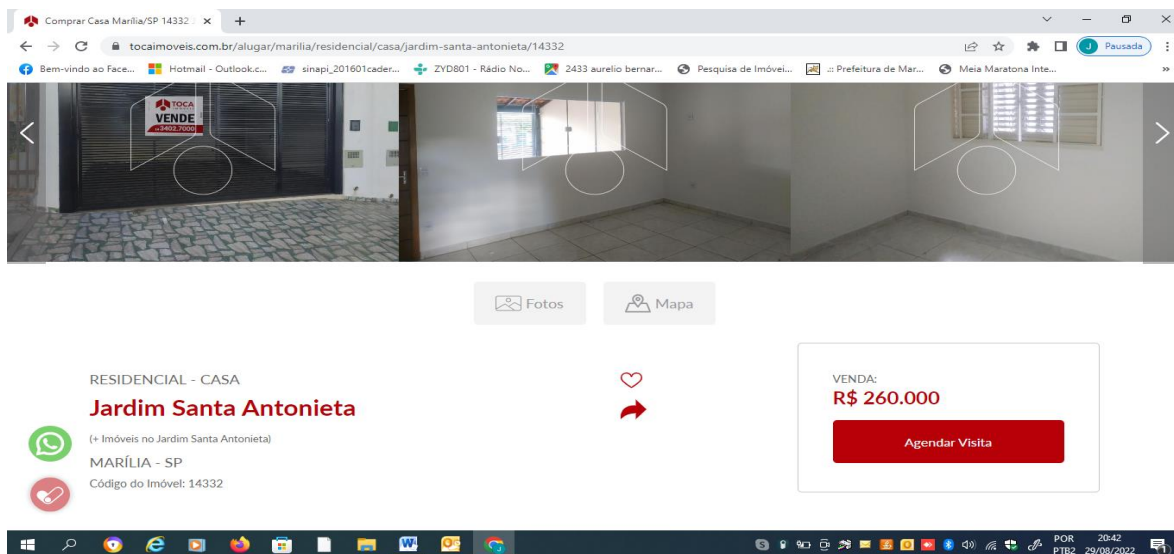 Comprar Casa Marília/SP 14332
tocaimoveis.com.br/alugar/marilia/residencial/casa/jardim-santa-antonieta/14332
J Pausada
Bem-vindo ao Face... Hotmail - Outlook.c... sinapi_201601cader... ZYD801 - Rádio No... 2433 aurelio bernar... Pesquisa de Imóvei... .:: Prefeitura de Mar... Meia Maratona Inte...
TOCA
VENDE
3402.7000
Fotos
Mapa
RESIDENCIAL - CASA
Jardim Santa Antonieta
(+ Imóveis no Jardim Santa Antonieta)
MARÍLIA - SP
Código do Imóvel: 14332
VENDA:
R$ 260.000
Agendar Visita
POR
PTB2
20:42
29/08/2022